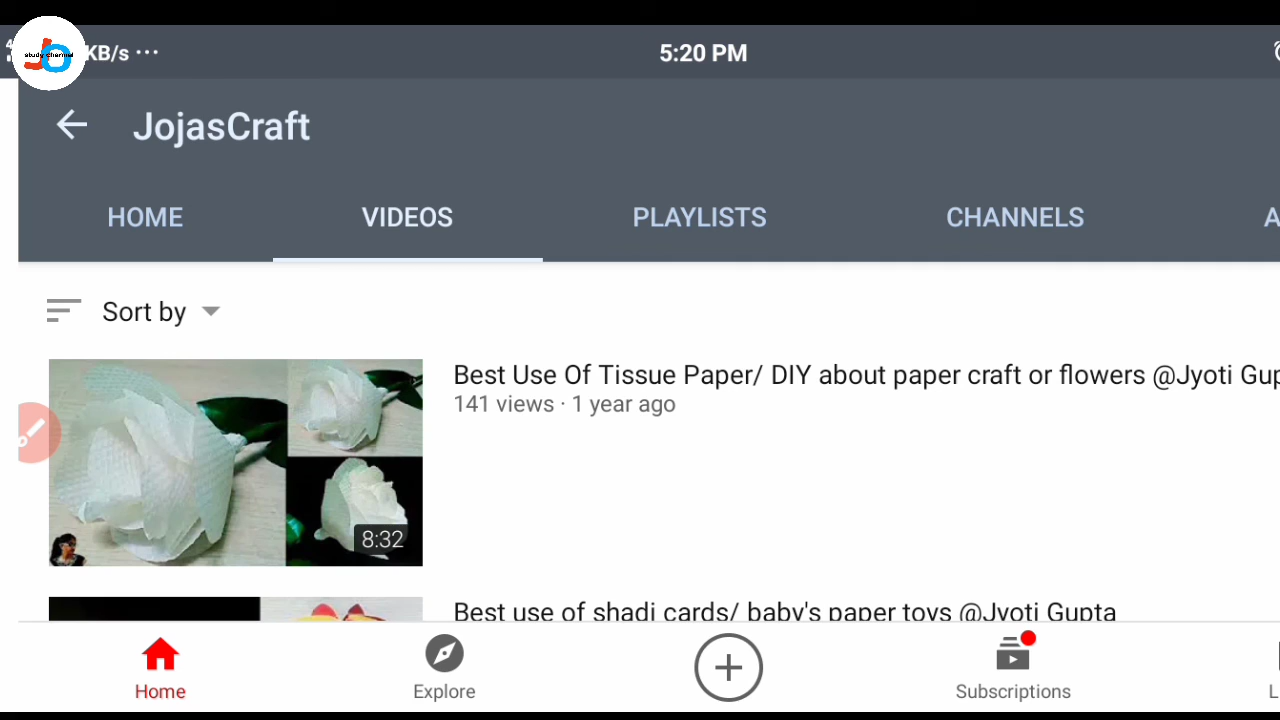 KB/s ...
5:20 PM
study channel
JojasCraft
HOME VIDEOS PLAYLISTS CHANNELS
Sort by
Best Use Of Tissue Paper/ DIY about paper craft or flowers @Jyoti Gup
141 views · 1 year ago
8:32
Best use of shadi cards/ baby's paper toys @Jyoti Gupta
Home Explore Subscriptions